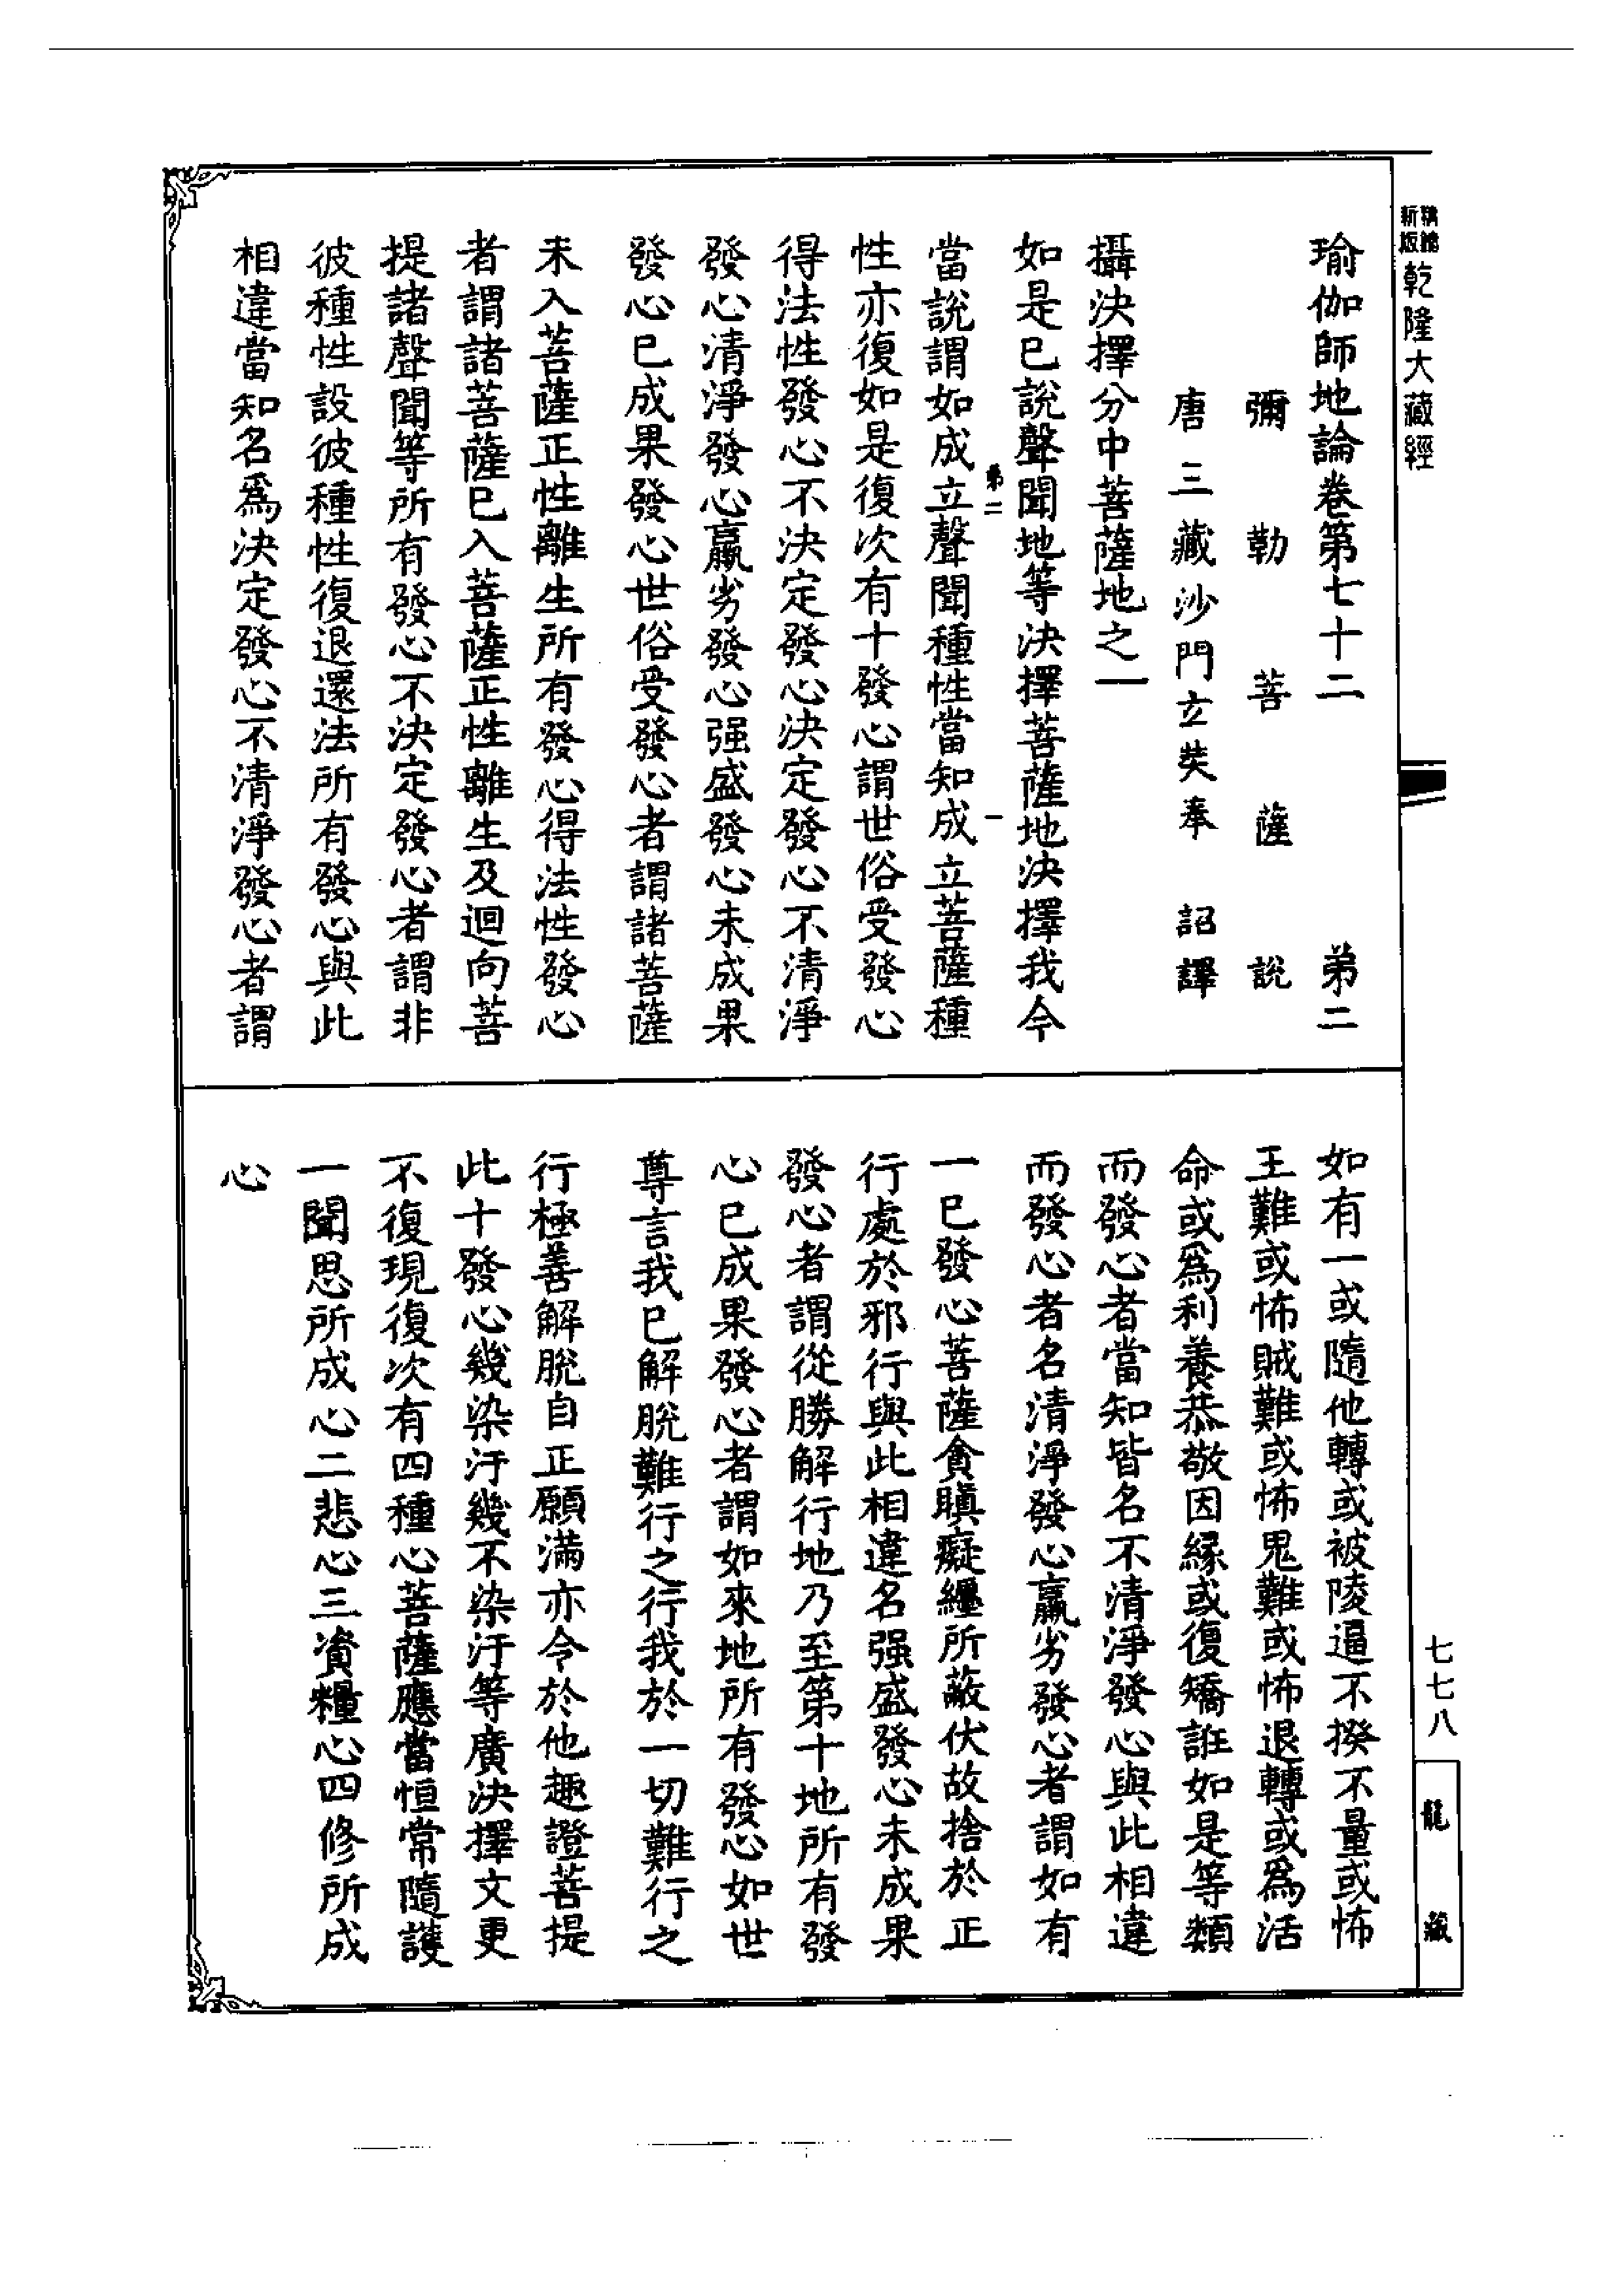 乾隆大藏經
瑜伽師地論卷第七十二 弟二
彌勒菩薩說
唐三藏沙門玄奘奉 詔譯
攝決擇分中菩薩地之一
如是已說聲聞地等決擇菩薩地決擇我今
弟二 一
當說謂如成立聲聞種性當知成立菩薩種
性亦復如是復次有十發心謂世俗受發心
得法性發心不決定發心決定發心不清淨
發心清淨發心羸劣發心强盛發心未成果
發心已成果發心世俗受發心者謂諸菩薩
未入菩薩正性離生所有發心得法性發心
者謂諸菩薩已入菩薩正性離生及迴向菩
提諸聲聞等所有發心不決定發心者謂非
彼種性設彼種性復退還法所有發心與此
相違當知名爲決定發心不清淨發心者謂
如有一或隨他轉或被陵逼不揆不量或怖
王難或怖賊難或怖鬼難或怖退轉或爲活
命或爲利養恭敬因緣或復矯誑如是等類
而發心者當知皆名不清淨發心與此相違
而發心者名清淨發心羸劣發心者謂如有
一已發心菩薩貪瞋癡纏所蔽伏故捨於正
行處於邪行與此相違名强盛發心未成果
發心者謂從勝解行地乃至第十地所有發
心已成果發心者謂如來地所有發心如世
尊言我已解脫難行之行我於一切難行之
行極善解脫自正願滿亦令於他趣證菩提
此十發心幾染汙幾不染汙等廣決擇文更
不復現復次有四種心菩薩應當恒常隨護
一聞思所成心二悲心三資糧心四修所成
心
七七八
龍藏